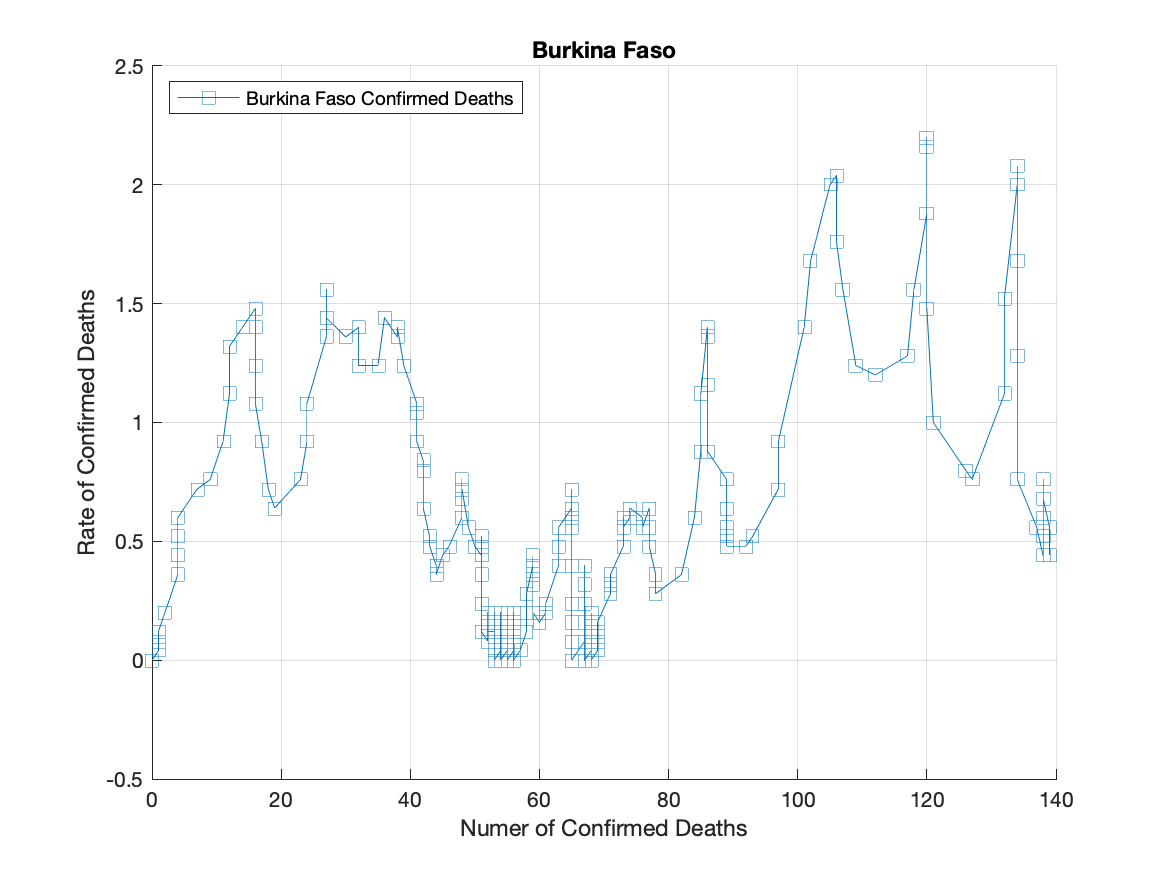 Burkina Faso
Burkina Faso Confirmed Deaths
Rate of Confirmed Deaths
2.5
2
1.5
1
0.5
0
-0.5
0 20 40 60 80 100 120 140
Numer of Confirmed Deaths